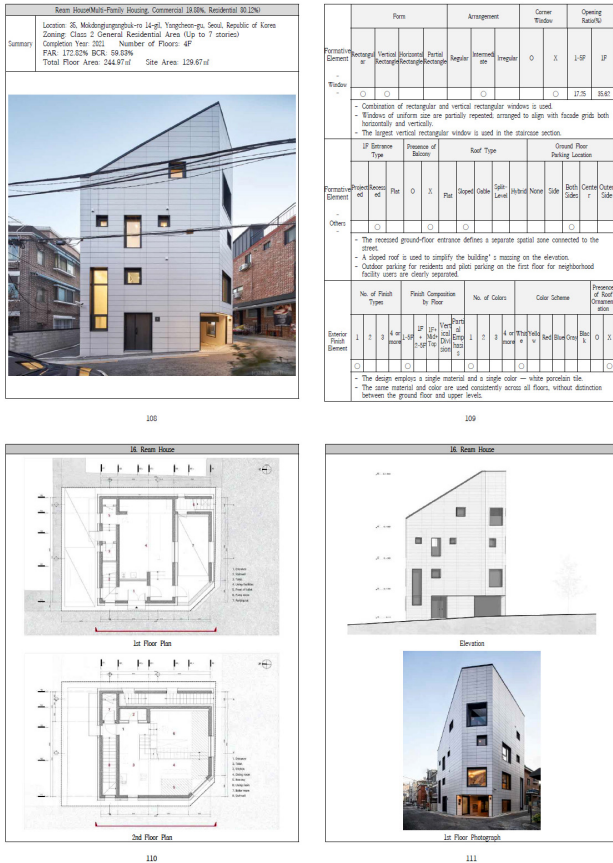 Ream House(Multi-Family Housing, Commercial 19.88%, Residential 80.12%)
Summary
Location: 35, Mokdongjungangbuk-ro 14-gil, Yangcheon-gu, Seoul, Republic of Korea
Zoning: Class 2 General Residential Area (Up to 7 stories)
Completion Year: 2021 Number of Floors: 4F
FAR: 172.82% BCR: 59.83%
Total Floor Area: 244.97㎡ Site Area: 129.67㎡
108
Formative Element - Window -
Form Arrangement Corner Window Opening Ratio(%)
Rectangular Vertical Rectangle Horizontal Rectangle Partial Rectangle Regular Intermediate Irregular O X 1-5F 1F
○ ○ ○ ○ 17.75 35.62
- Combination of rectangular and vertical rectangular windows is used.
- Windows of uniform size are partially repeated, arranged to align with facade grids both
horizontally and vertically.
- The largest vertical rectangular window is used in the staircase section.
Formative Element - Others -
1F Entrance Type Presence of Balcony Roof Type Ground Floor Parking Location
Projected Recessed Flat O X Flat Sloped Gable Split-Level Hybrid None Side Both Sides Center Outer Side
○ ○ ○ ○
- The recessed ground-floor entrance defines a separate spatial zone connected to the
street.
- A sloped roof is used to simplify the building's massing on the elevation.
- Outdoor parking for residents and piloti parking on the first floor for neighborhood
facility users are clearly separated.
Exterior Finish Element
No. of Finish Types Finish Composition by Floor No. of Colors Color Scheme Presence of Roof Ornamentation
1 2 3 4 or more 1-5F 1F + 2-5F 1F+ Mid+ Top Vertical Division Partial Emphasis 1 2 3 4 or more White Yellow Red Blue Gray Black O X
○ ○ ○ ○ ○
- The design employs a single material and a single color — white porcelain tile.
- The same material and color are used consistently across all floors, without distinction
between the ground floor and upper levels.
109
16. Ream House
1st Floor Plan
2nd Floor Plan
110
16. Ream House
Elevation
1st Floor Photograph
111